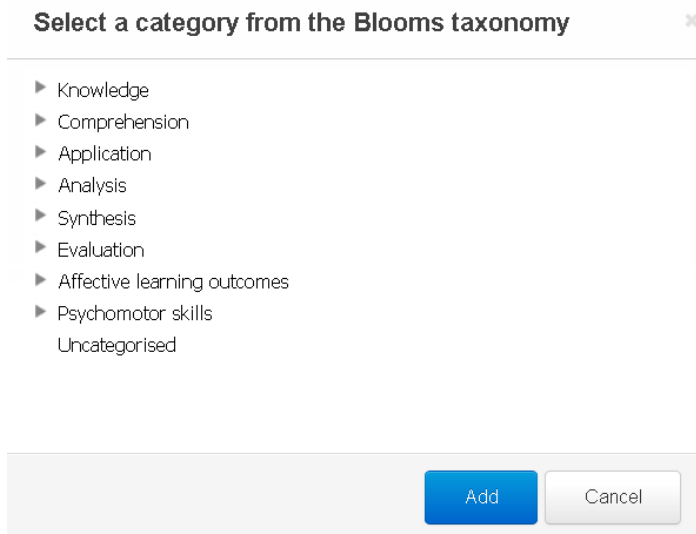 Select a category from the Blooms taxonomy
Knowledge
Comprehension
Application
Analysis
Synthesis
Evaluation
Affective learning outcomes
Psychomotor skills
Uncategorised
Add Cancel